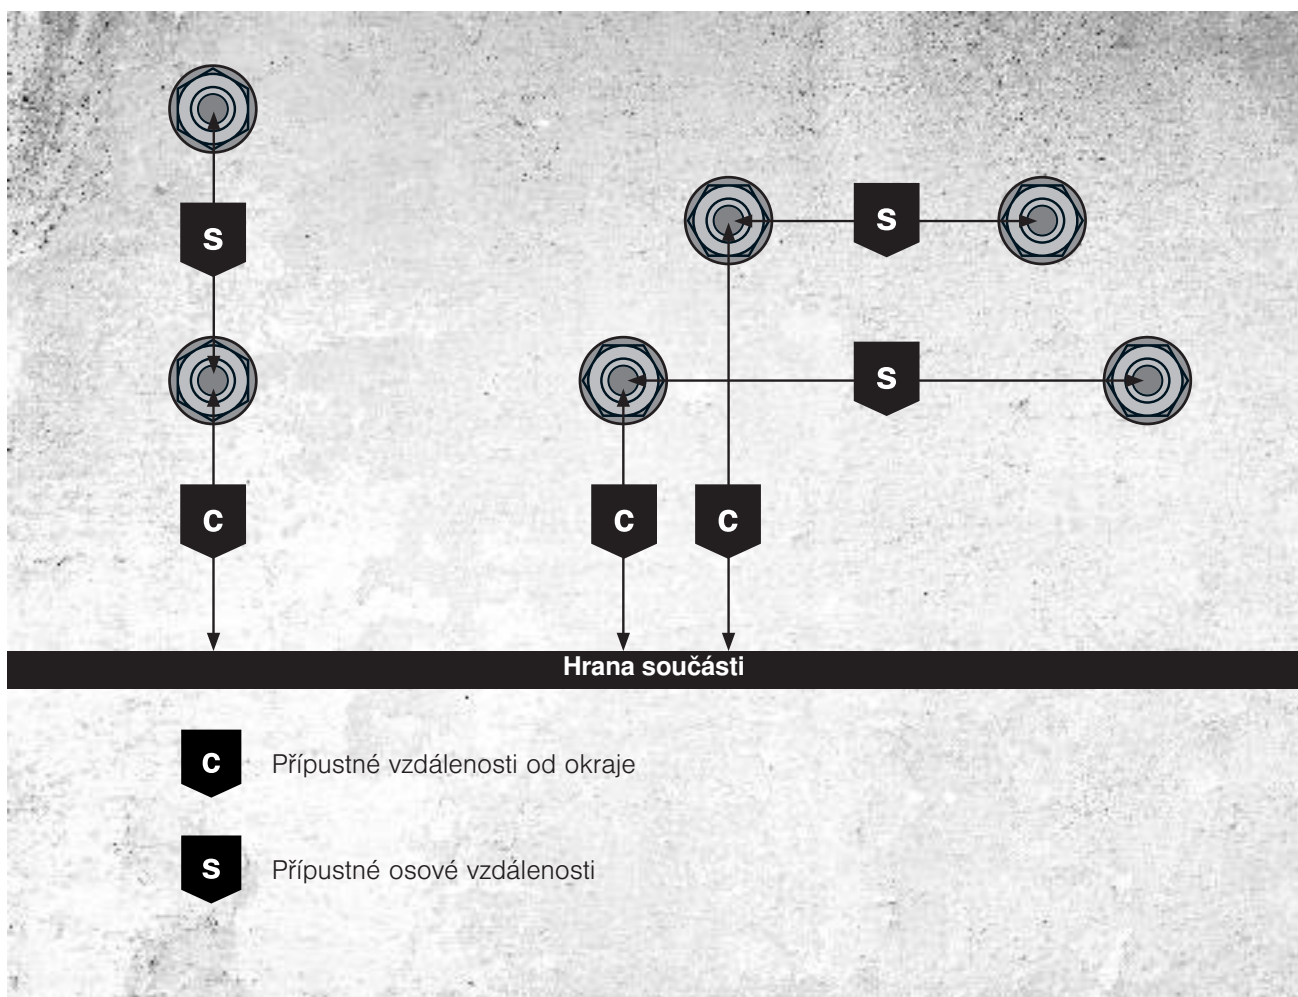 S
S
S
C
C
C
Hrana součásti
C
Přípustné vzdálenosti od okraje
S
Přípustné osové vzdálenosti